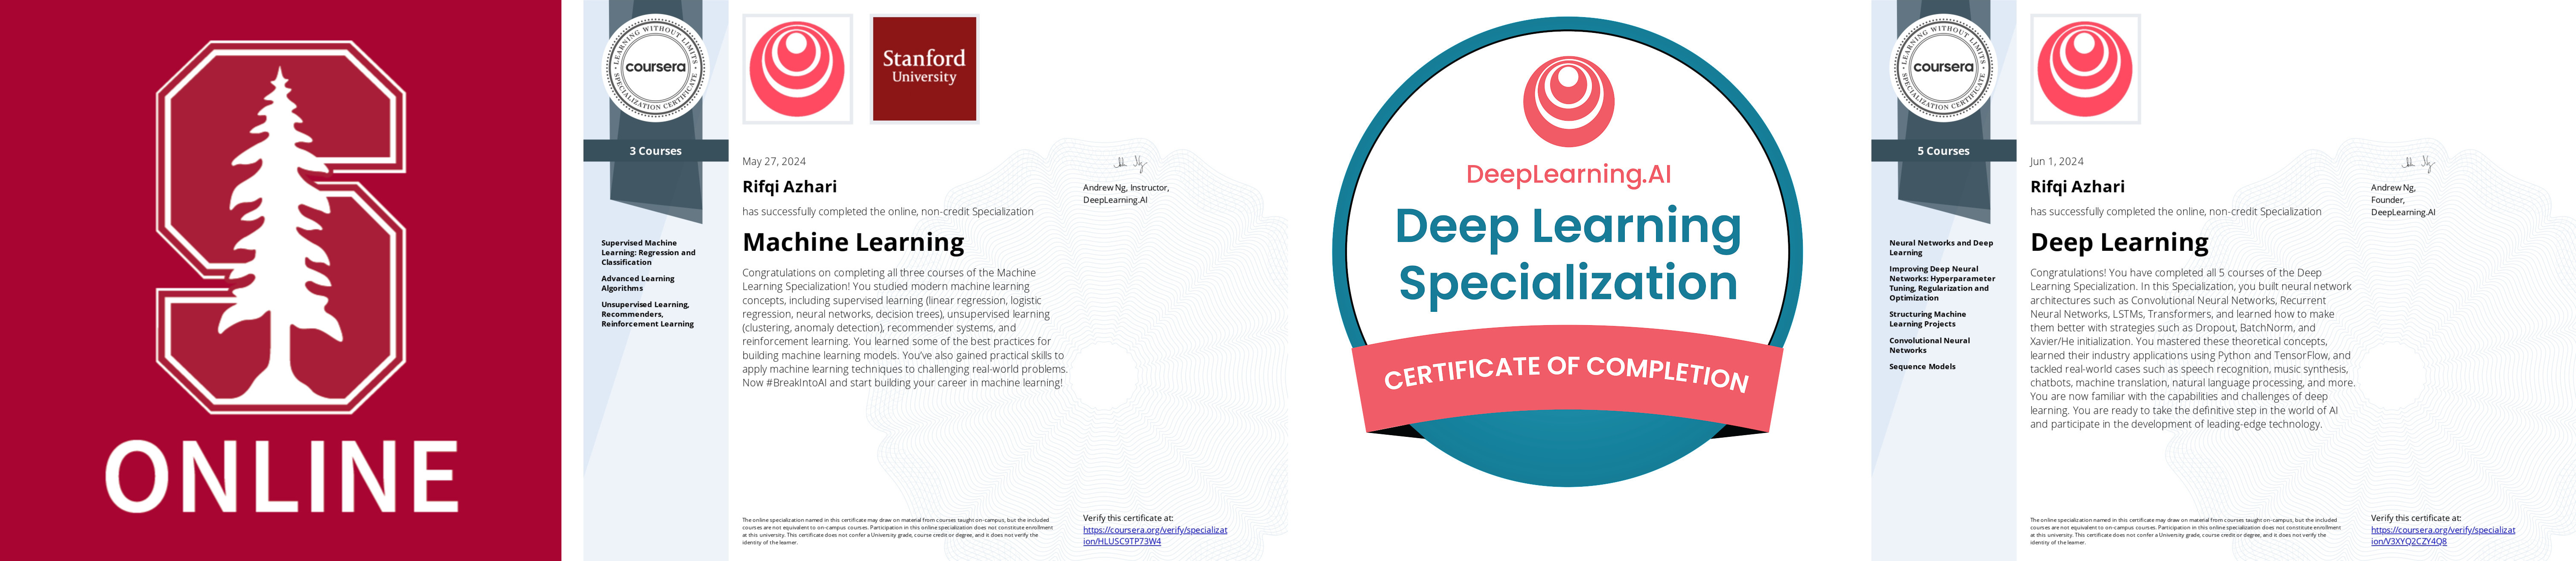 ONLINE
LEARNING WITHOUT LIMITS
coursera
SPECIALIZATION CERTIFICATE
3 Courses
Supervised Machine
Learning: Regression and
Classification
Advanced Learning
Algorithms
Unsupervised Learning,
Recommenders,
Reinforcement Learning
Stanford
University
May 27, 2024
Rifqi Azhari
has successfully completed the online, non-credit Specialization
Machine Learning
Congratulations on completing all three courses of the Machine
Learning Specialization! You studied modern machine learning
concepts, including supervised learning (linear regression, logistic
regression, neural networks, decision trees), unsupervised learning
(clustering, anomaly detection), recommender systems, and
reinforcement learning. You learned some of the best practices for
building machine learning models. You've also gained practical skills to
apply machine learning techniques to challenging real-world problems.
Now #BreakIntoAI and start building your career in machine learning!
Andrew Ng, Instructor,
DeepLearning.AI
The online specialization named in this certificate may draw on material from courses taught on-campus, but the included
courses are not equivalent to on-campus courses. Participation in this online specialization does not constitute enrollment
at this university. This certificate does not confer a University grade, course credit or degree, and it does not verify the
identity of the learner.
Verify this certificate at:
https://coursera.org/verify/specializat
ion/HLUSC9TP73W4
DeepLearning.AI
Deep Learning
Specialization
CERTIFICATE OF COMPLETION
LEARNING WITHOUT LIMITS
coursera
SPECIALIZATION CERTIFICATE
5 Courses
Neural Networks and Deep
Learning
Improving Deep Neural
Networks: Hyperparameter
Tuning, Regularization and
Optimization
Structuring Machine
Learning Projects
Convolutional Neural
Networks
Sequence Models
Jun 1, 2024
Rifqi Azhari
has successfully completed the online, non-credit Specialization
Deep Learning
Congratulations! You have completed all 5 courses of the Deep
Learning Specialization. In this Specialization, you built neural network
architectures such as Convolutional Neural Networks, Recurrent
Neural Networks, LSTMs, Transformers, and learned how to make
them better with strategies such as Dropout, BatchNorm, and
Xavier/He initialization. You mastered these theoretical concepts,
learned their industry applications using Python and TensorFlow, and
tackled real-world cases such as speech recognition, music synthesis,
chatbots, machine translation, natural language processing, and more.
You are now familiar with the capabilities and challenges of deep
learning. You are ready to take the definitive step in the world of AI
and participate in the development of leading-edge technology.
Andrew Ng,
Founder,
DeepLearning.AI
The online specialization named in this certificate may draw on material from courses taught on-campus, but the included
courses are not equivalent to on-campus courses. Participation in this online specialization does not constitute enrollment
at this university. This certificate does not confer a University grade, course credit or degree, and it does not verify the
identity of the learner.
Verify this certificate at:
https://coursera.org/verify/specializat
ion/V3XYQ2CZY4Q8